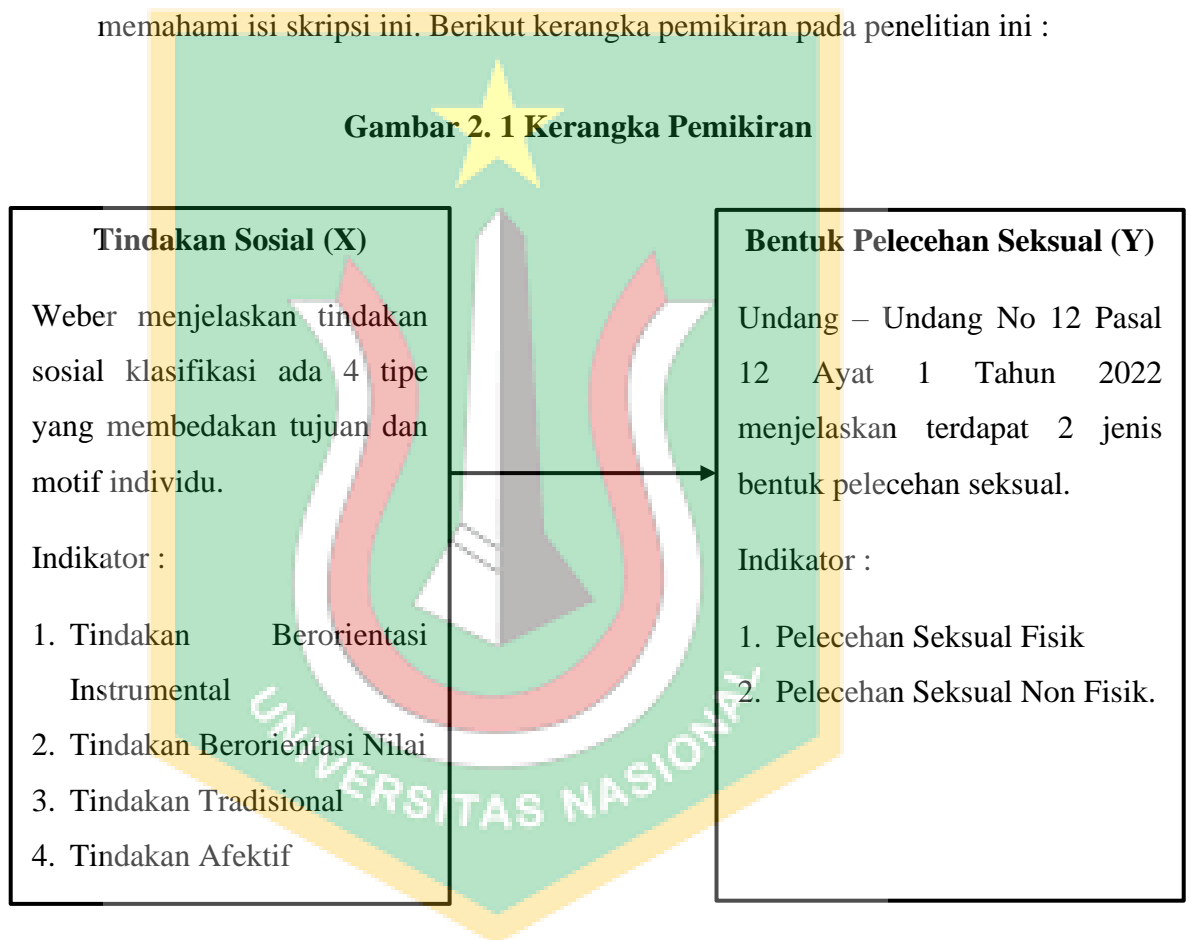 memahami isi skripsi ini. Berikut kerangka pemikiran pada penelitian ini :
Gambar 2. 1 Kerangka Pemikiran
Tindakan Sosial (X)
Weber menjelaskan tindakan
sosial klasifikasi ada 4 tipe
yang membedakan tujuan dan
motif individu.
Indikator :
1. Tindakan Berorientasi
Instrumental
2. Tindakan Berorientasi Nilai
3. Tindakan Tradisional
4. Tindakan Afektif
Bentuk Pelecehan Seksual (Y)
Undang – Undang No 12 Pasal
12 Ayat 1 Tahun 2022
menjelaskan terdapat 2 jenis
bentuk pelecehan seksual.
Indikator :
1. Pelecehan Seksual Fisik
2. Pelecehan Seksual Non Fisik.
UNIVERSITAS NASIONAL